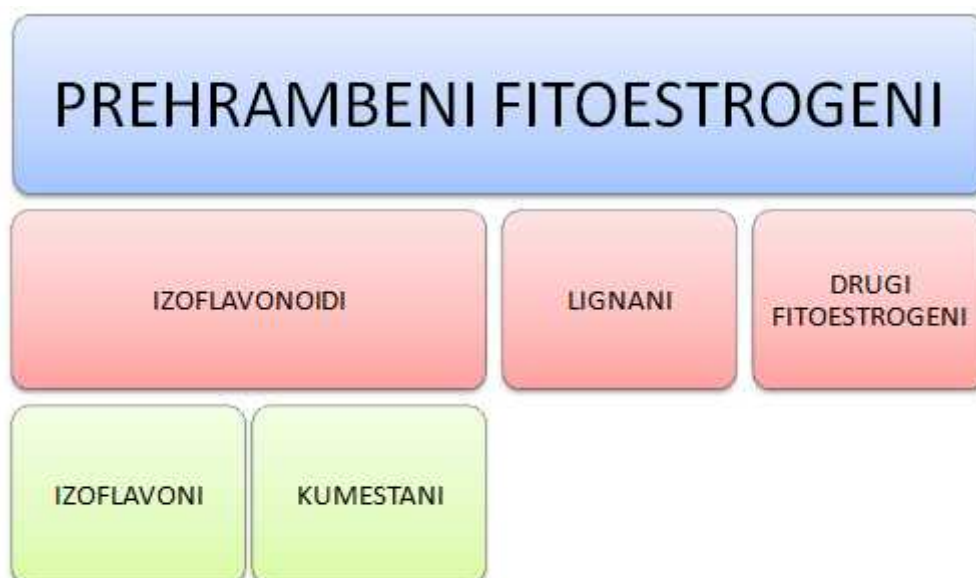 PREHRAMBENI FITOESTROGENI
IZOFLAVONOIDI
LIGNANI
DRUGI
FITOESTROGENI
IZOFLAVONI
KUMESTANI